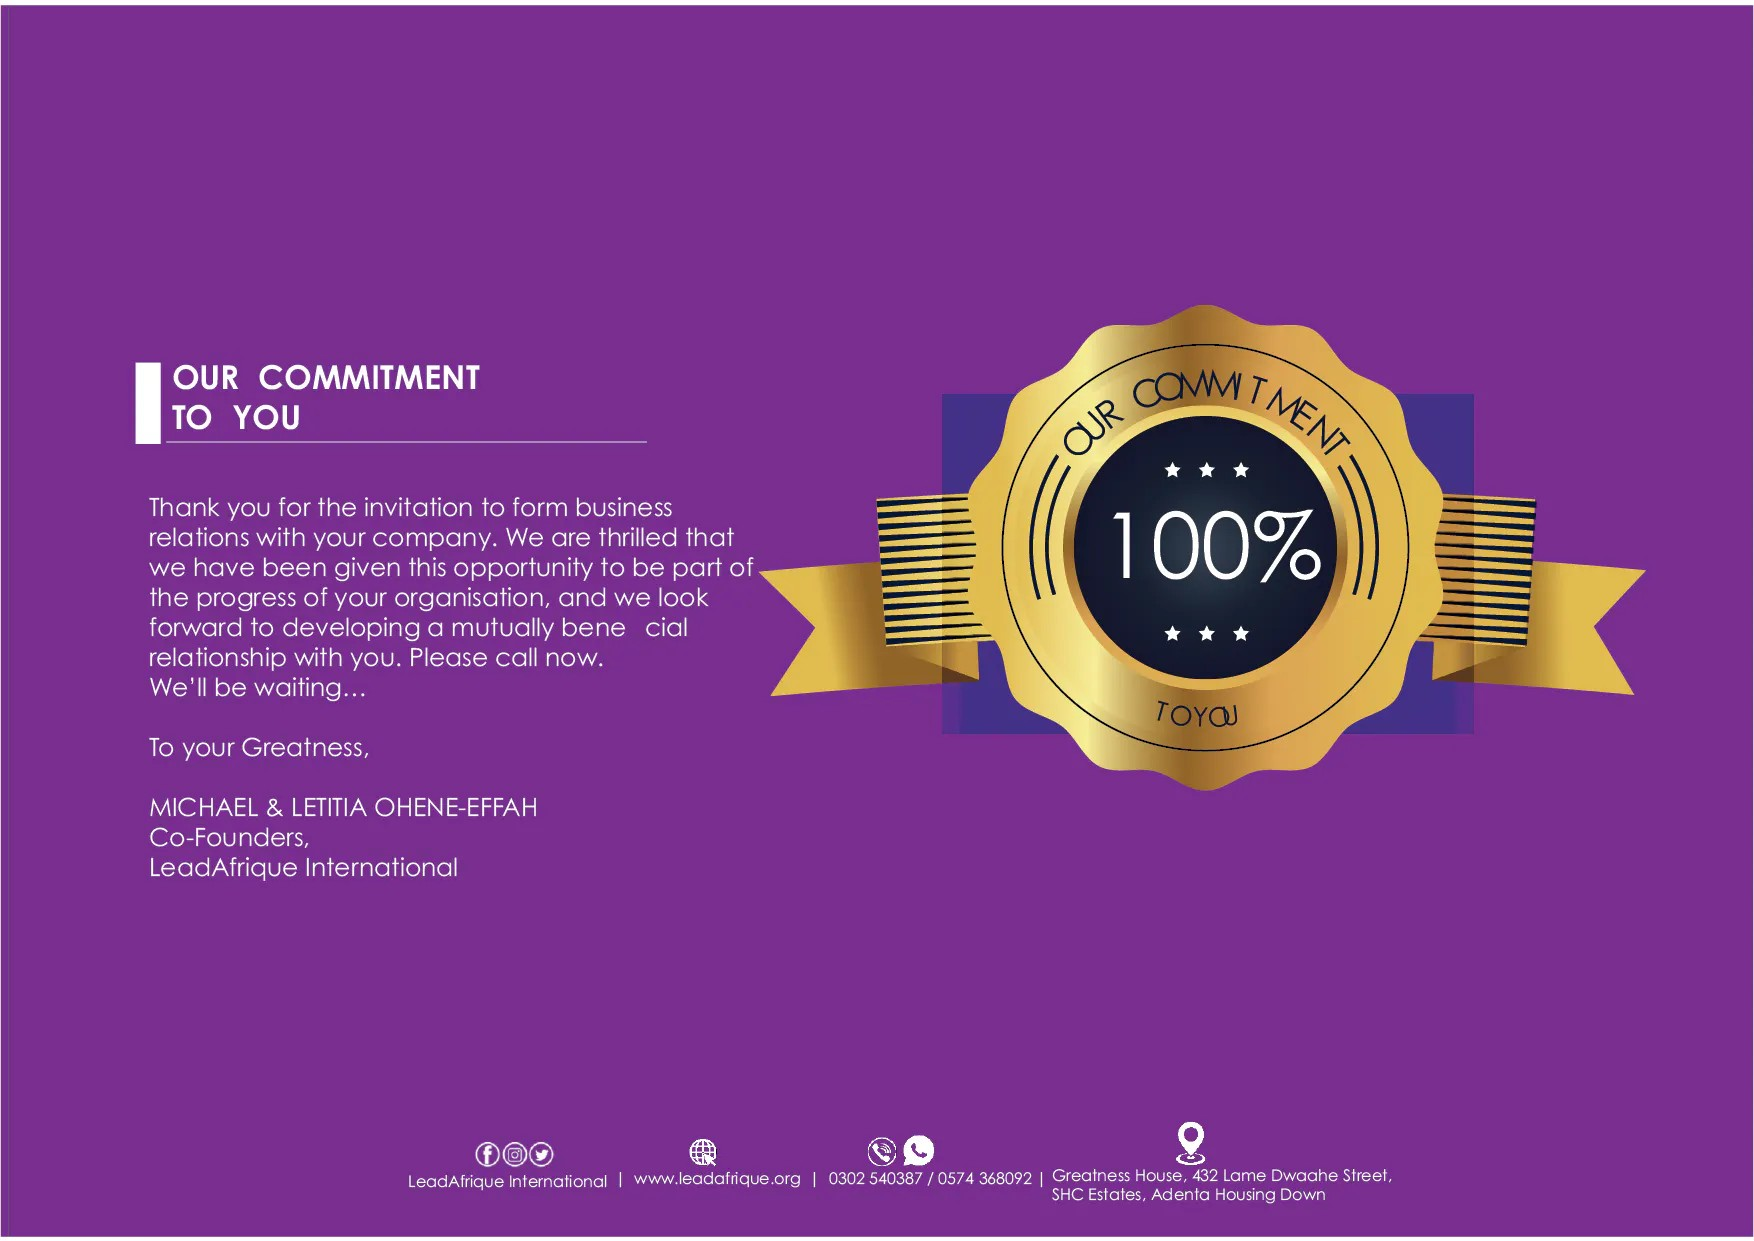 OUR COMMITMENT
TO YOU
Thank you for the invitation to form business
relations with your company. We are thrilled that
we have been given this opportunity to be part of
the progress of your organisation, and we look
forward to developing a mutually bene cial
relationship with you. Please call now.
We’ll be waiting…
To your Greatness,
MICHAEL & LETITIA OHENE-EFFAH
Co-Founders,
LeadAfrique International
OUR COMMITMENT
100%
TO YOU
LeadAfrique International | www.leadafrique.org | 0302 540387 / 0574 368092 | Greatness House, 432 Lame Dwaahe Street,
SHC Estates, Adenta Housing Down